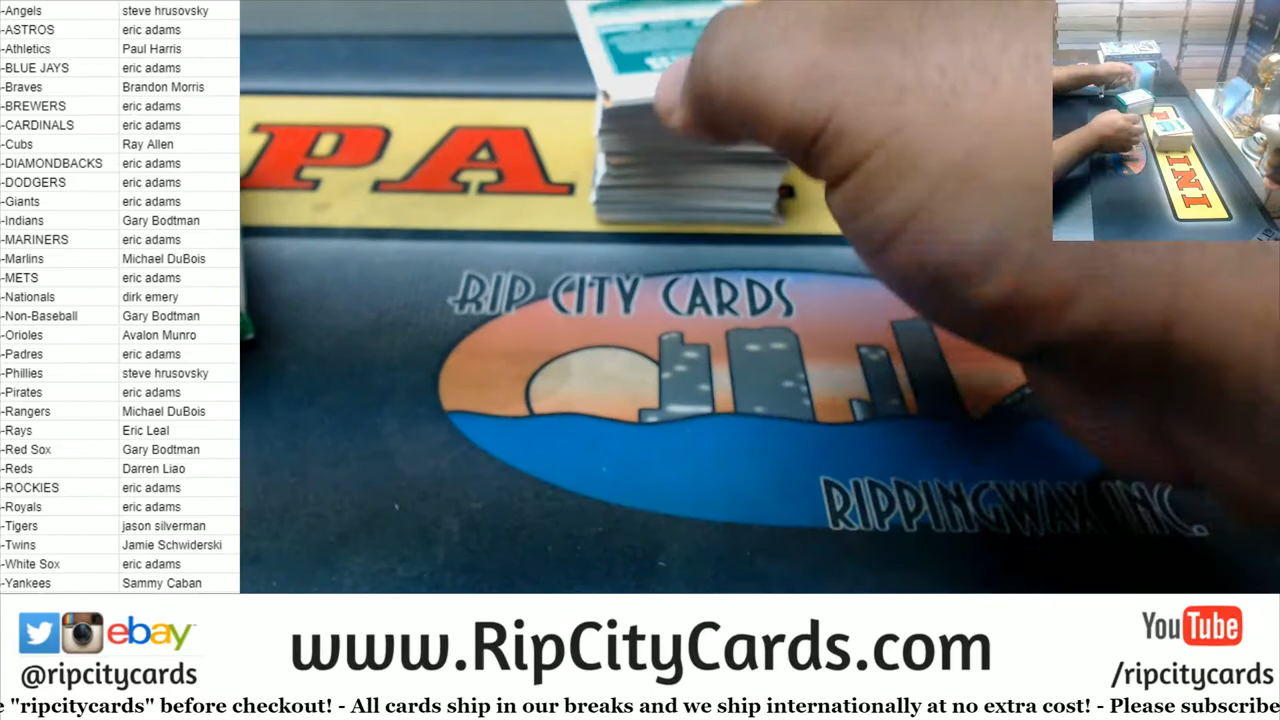 -Angels steve hrusovsky
-ASTROS eric adams
-Athletics Paul Harris
-BLUE JAYS eric adams
-Braves Brandon Morris
-BREWERS eric adams
-CARDINALS eric adams
-Cubs Ray Allen
-DIAMONDBACKS eric adams
-DODGERS eric adams
-Giants eric adams
-Indians Gary Bodtman
-MARINERS eric adams
-Marlins Michael DuBois
-METS eric adams
-Nationals dirk emery
-Non-Baseball Gary Bodtman
-Orioles Avalon Munro
-Padres eric adams
-Phillies steve hrusovsky
-Pirates eric adams
-Rangers Michael DuBois
-Rays Eric Leal
-Red Sox Gary Bodtman
-Reds Darren Liao
-ROCKIES eric adams
-Royals eric adams
-Tigers jason silverman
-Twins Jamie Schwiderski
-White Sox eric adams
-Yankees Sammy Caban
PA
INI
RIP CITY CARDS
RIPPINGWAX INC.
ebay
@ripcitycards
www.RipCityCards.com
YouTube
/ripcitycards
"ripcitycards" before checkout! - All cards ship in our breaks and we ship internationally at no extra cost! - Please subscribe